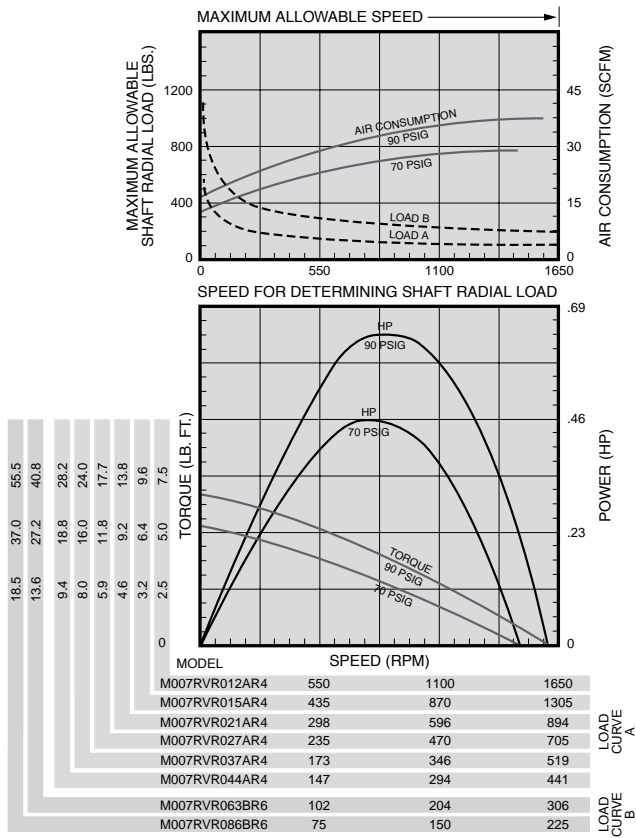 MAXIMUM ALLOWABLE SPEED
MAXIMUM ALLOWABLE
SHAFT RADIAL LOAD (LBS.)
1200
800
400
0
AIR CONSUMPTION
90 PSIG
70 PSIG
LOAD B
LOAD A
45
30
15
0
AIR CONSUMPTION (SCFM)
0 550 1100 1650
SPEED FOR DETERMINING SHAFT RADIAL LOAD
HP
90 PSIG
HP
70 PSIG
TORQUE
90 PSIG
70 PSIG
.69
.46
.23
0
POWER (HP)
TORQUE (LB. FT.)
55.5 40.8 28.2 24.0 17.7 13.8 9.6 7.5
37.0 27.2 18.8 16.0 11.8 9.2 6.4 5.0
18.5 13.6 9.4 8.0 5.9 4.6 3.2 2.5
0
MODEL SPEED (RPM)
M007RVR012AR4 550 1100 1650
M007RVR015AR4 435 870 1305
M007RVR021AR4 298 596 894
M007RVR027AR4 235 470 705
M007RVR037AR4 173 346 519
M007RVR044AR4 147 294 441
LOAD
CURVE
A
M007RVR063BR6 102 204 306
M007RVR086BR6 75 150 225
LOAD
CURVE
B